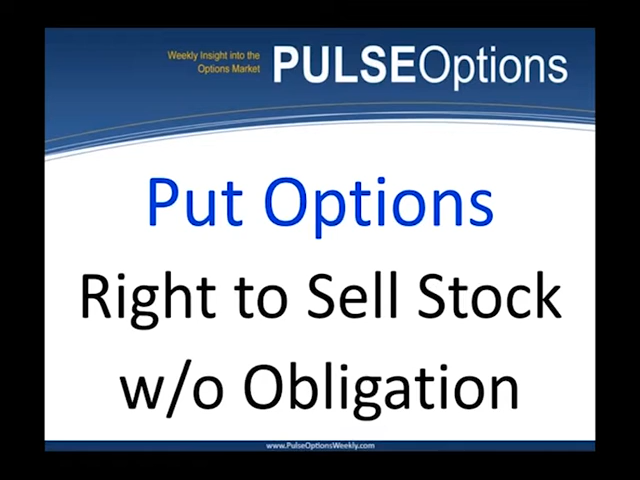 Weekly Insight into the
Options Market
PULSEOptions
Put Options
Right to Sell Stock
w/o Obligation
www.PulseOptionsWeekly.com